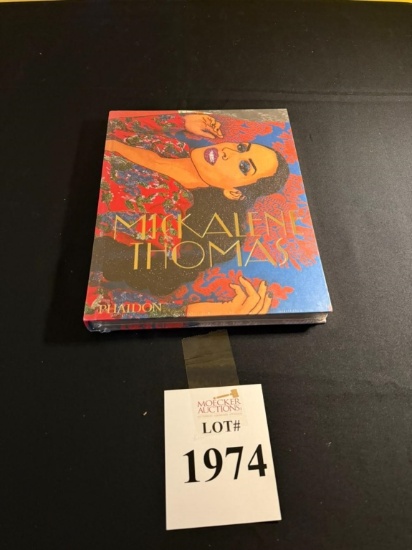 MICKALENE
THOMAS
PHAIDON
MOECKER
AUCTIONS
LOT#
1974